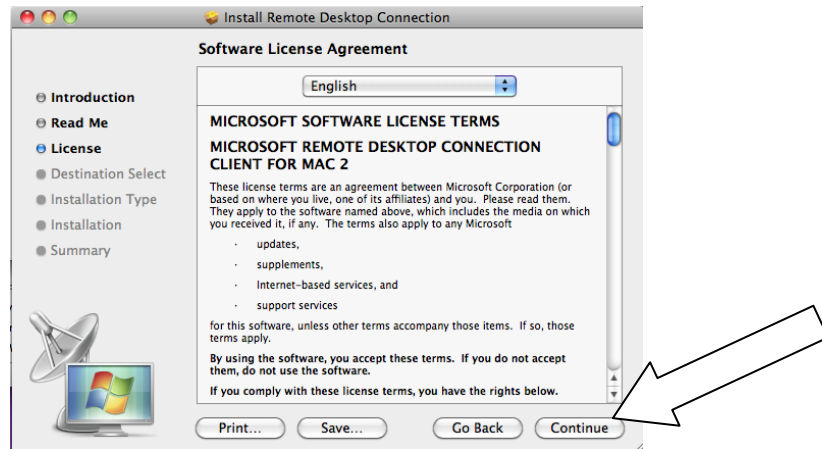 Install Remote Desktop Connection
Software License Agreement
English
Introduction
Read Me
License
Destination Select
Installation Type
Installation
Summary
MICROSOFT SOFTWARE LICENSE TERMS
MICROSOFT REMOTE DESKTOP CONNECTION
CLIENT FOR MAC 2
These license terms are an agreement between Microsoft Corporation (or
based on where you live, one of its affiliates) and you. Please read them.
They apply to the software named above, which includes the media on which
you received it, if any. The terms also apply to any Microsoft
· updates,
· supplements,
· Internet-based services, and
· support services
for this software, unless other terms accompany those items. If so, those
terms apply.
By using the software, you accept these terms. If you do not accept
them, do not use the software.
If you comply with these license terms, you have the rights below.
Print... Save... Go Back Continue